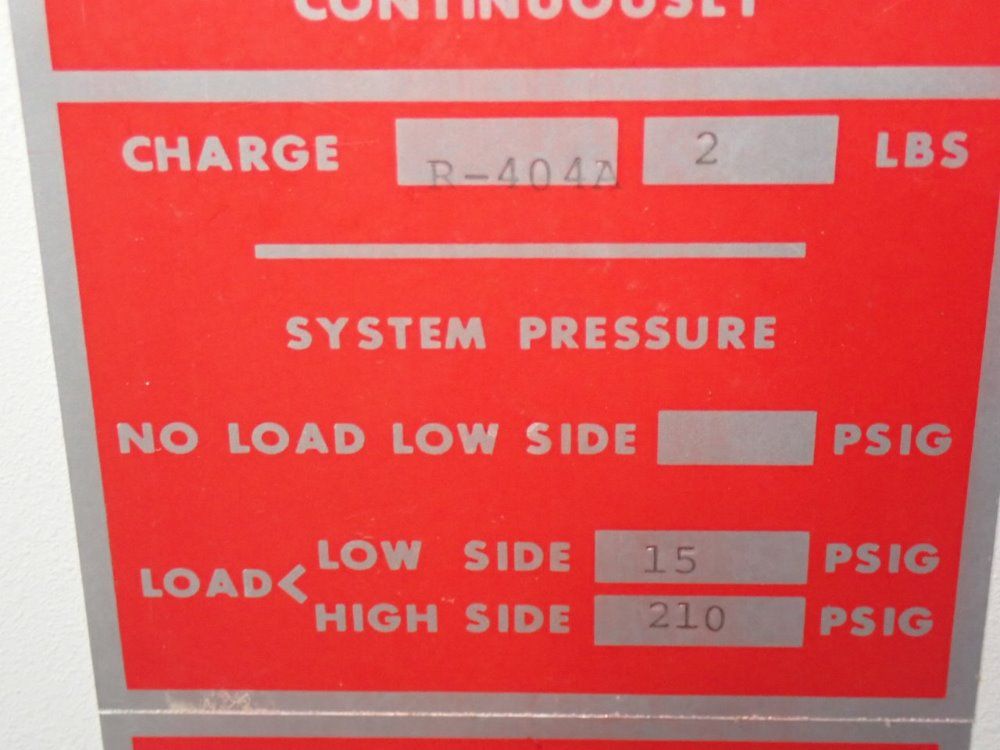 CONTINUOUSLY
CHARGE R-404A 2 LBS
SYSTEM PRESSURE
NO LOAD LOW SIDE PSIG
LOAD< LOW SIDE 15 PSIG
HIGH SIDE 210 PSIG